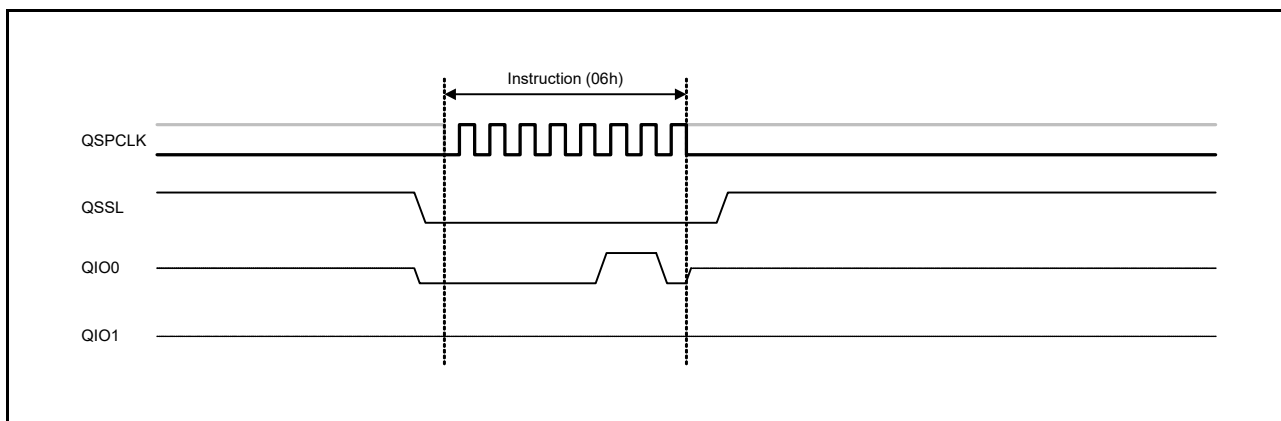 Instruction (06h)
QSPCLK
QSSL
QIO0
QIO1